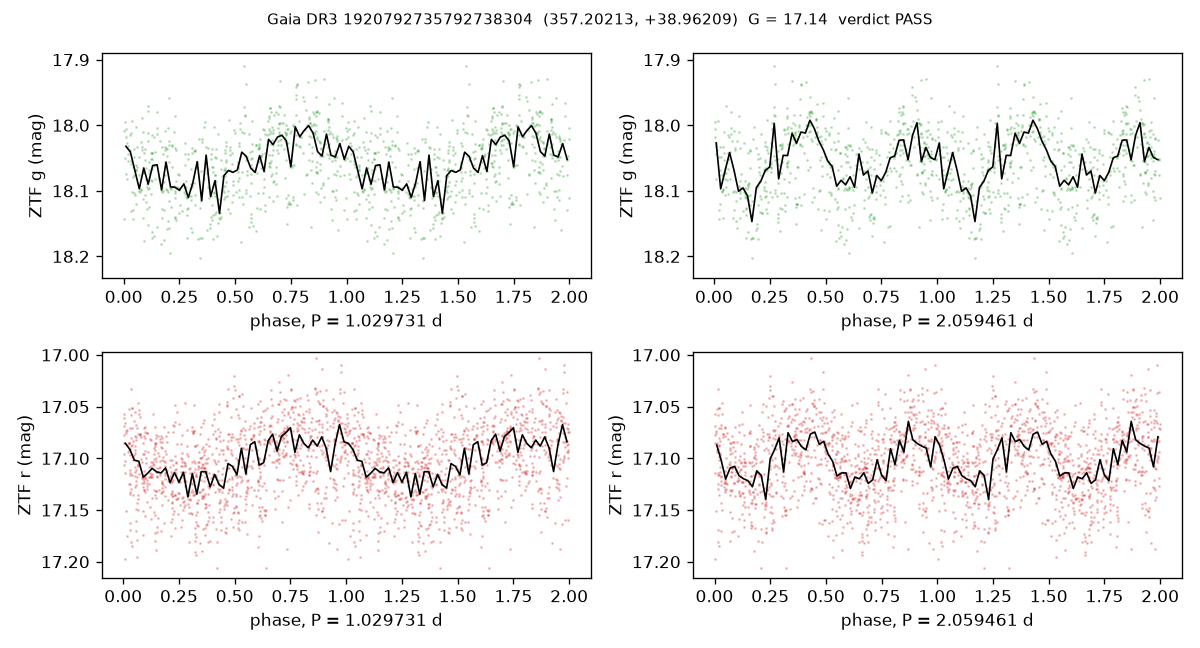 Gaia DR3 1920792735792738304 (357.20213, +38.96209) G = 17.14 verdict PASS
ZTF g (mag)
17.9
18.0
18.1
18.2
0.00 0.25 0.50 0.75 1.00 1.25 1.50 1.75 2.00
phase, P = 1.029731 d
ZTF g (mag)
17.9
18.0
18.1
18.2
0.00 0.25 0.50 0.75 1.00 1.25 1.50 1.75 2.00
phase, P = 2.059461 d
ZTF r (mag)
17.00
17.05
17.10
17.15
17.20
0.00 0.25 0.50 0.75 1.00 1.25 1.50 1.75 2.00
phase, P = 1.029731 d
ZTF r (mag)
17.00
17.05
17.10
17.15
17.20
0.00 0.25 0.50 0.75 1.00 1.25 1.50 1.75 2.00
phase, P = 2.059461 d